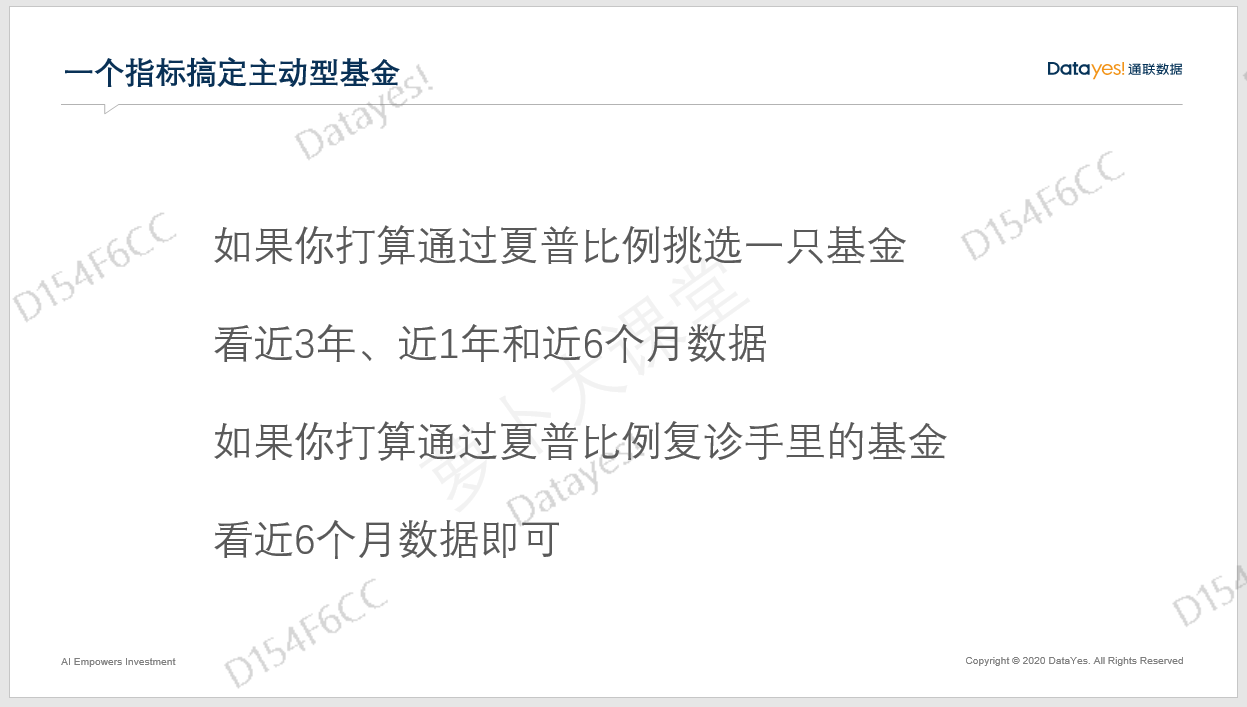 一个指标搞定主动型基金
Datayes! 通联数据
Datayes!
D154F6CC
D154F6CC
如果你打算通过夏普比例挑选一只基金
看近3年、近1年和近6个月数据
萝卜大课堂
如果你打算通过夏普比例复诊手里的基金
Datayes!
看近6个月数据即可
D154F6CC
D154
AI Empowers Investment
Copyright © 2020 DataYes. All Rights Reserved